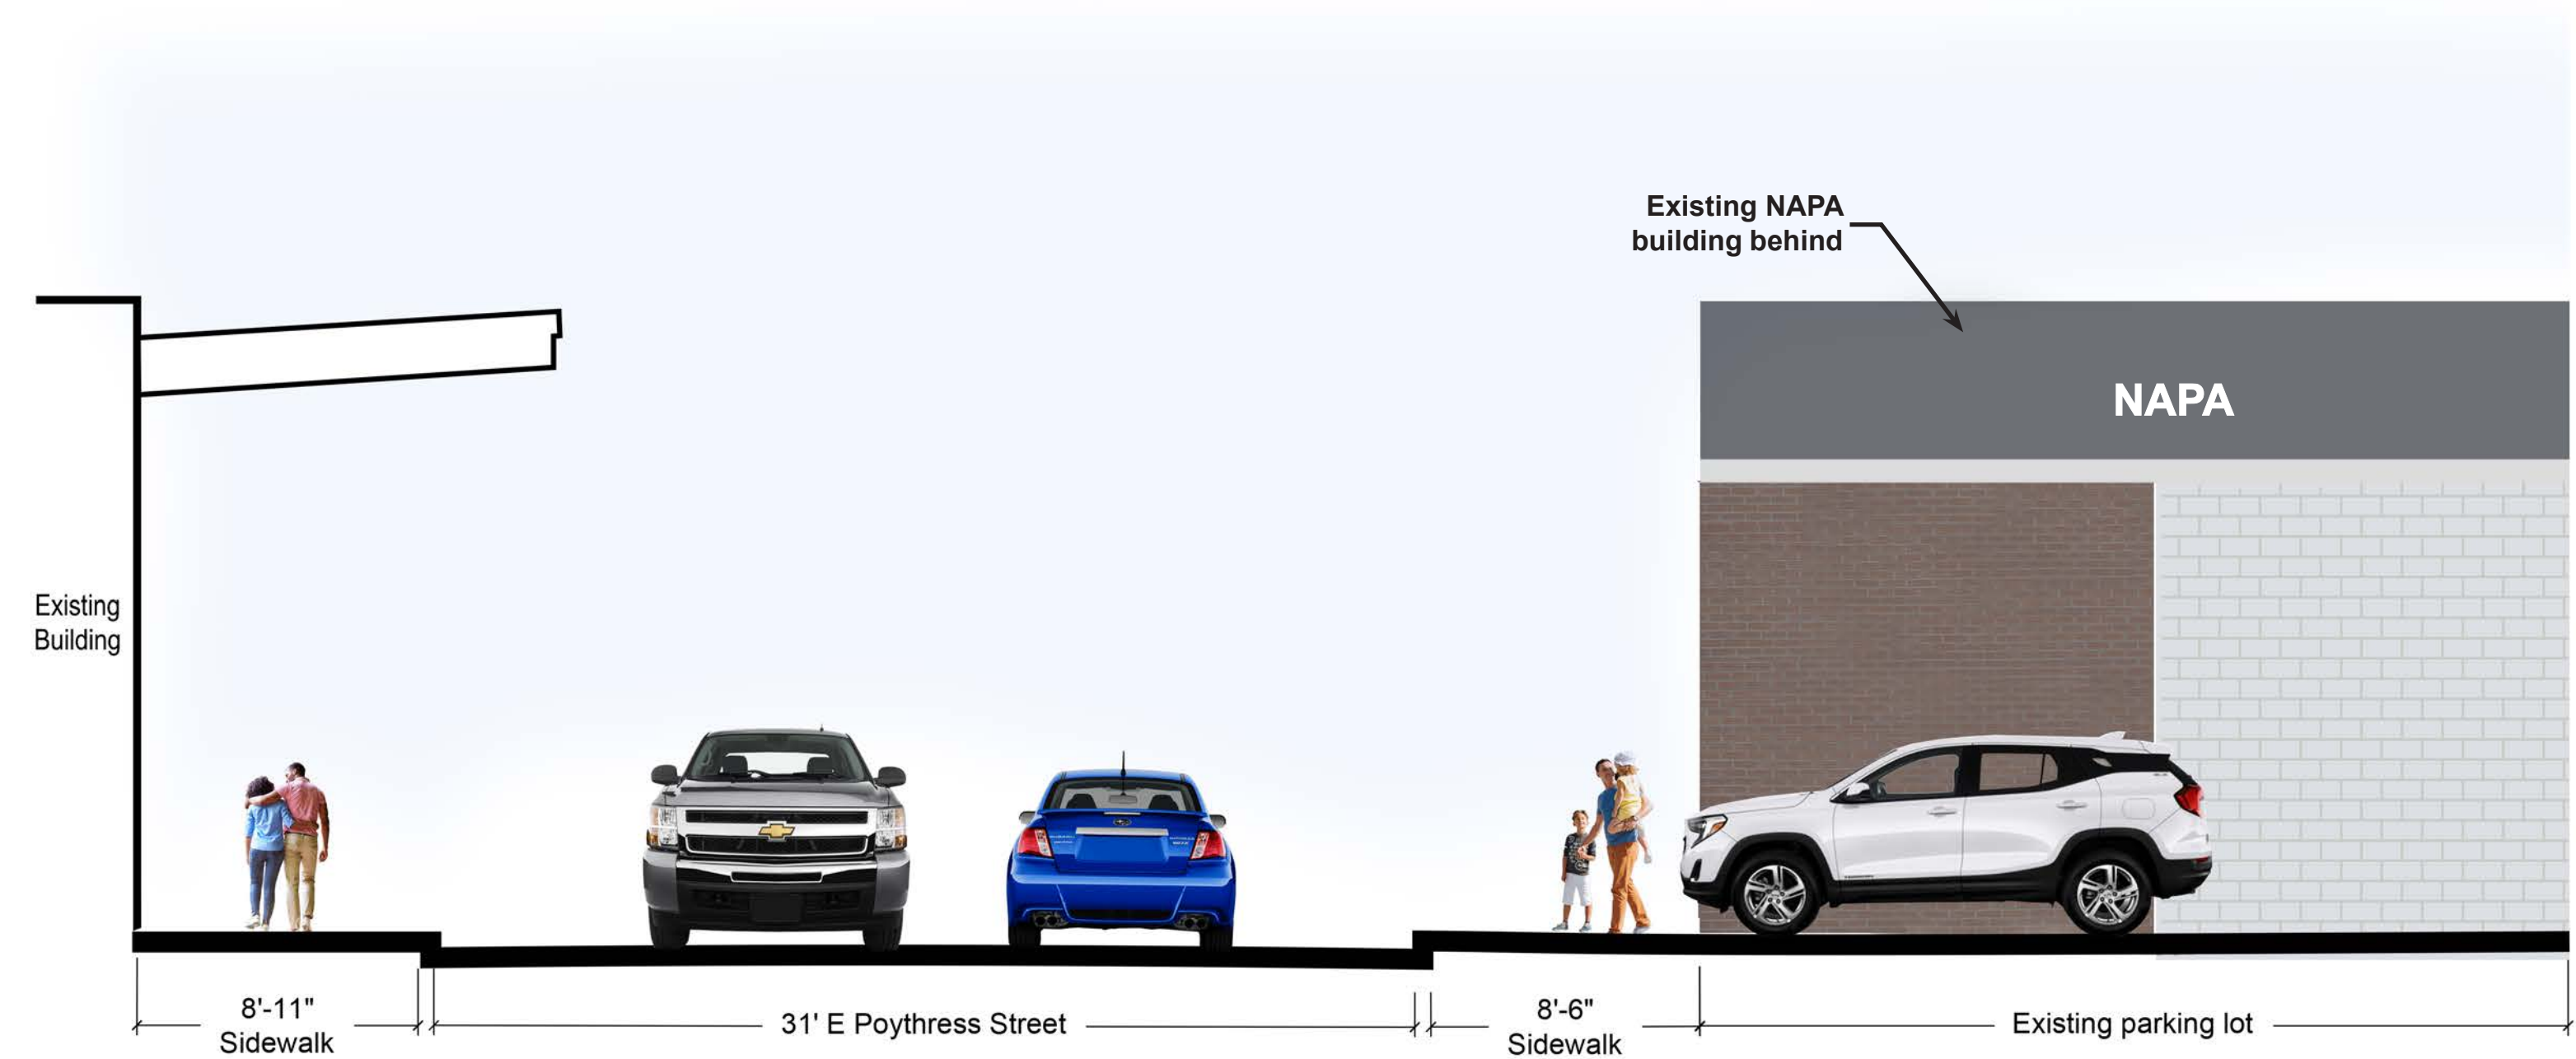 Existing NAPA
building behind
NAPA
Existing
Building
8'-11"
Sidewalk
31' E Poythress Street
8'-6"
Sidewalk
Existing parking lot